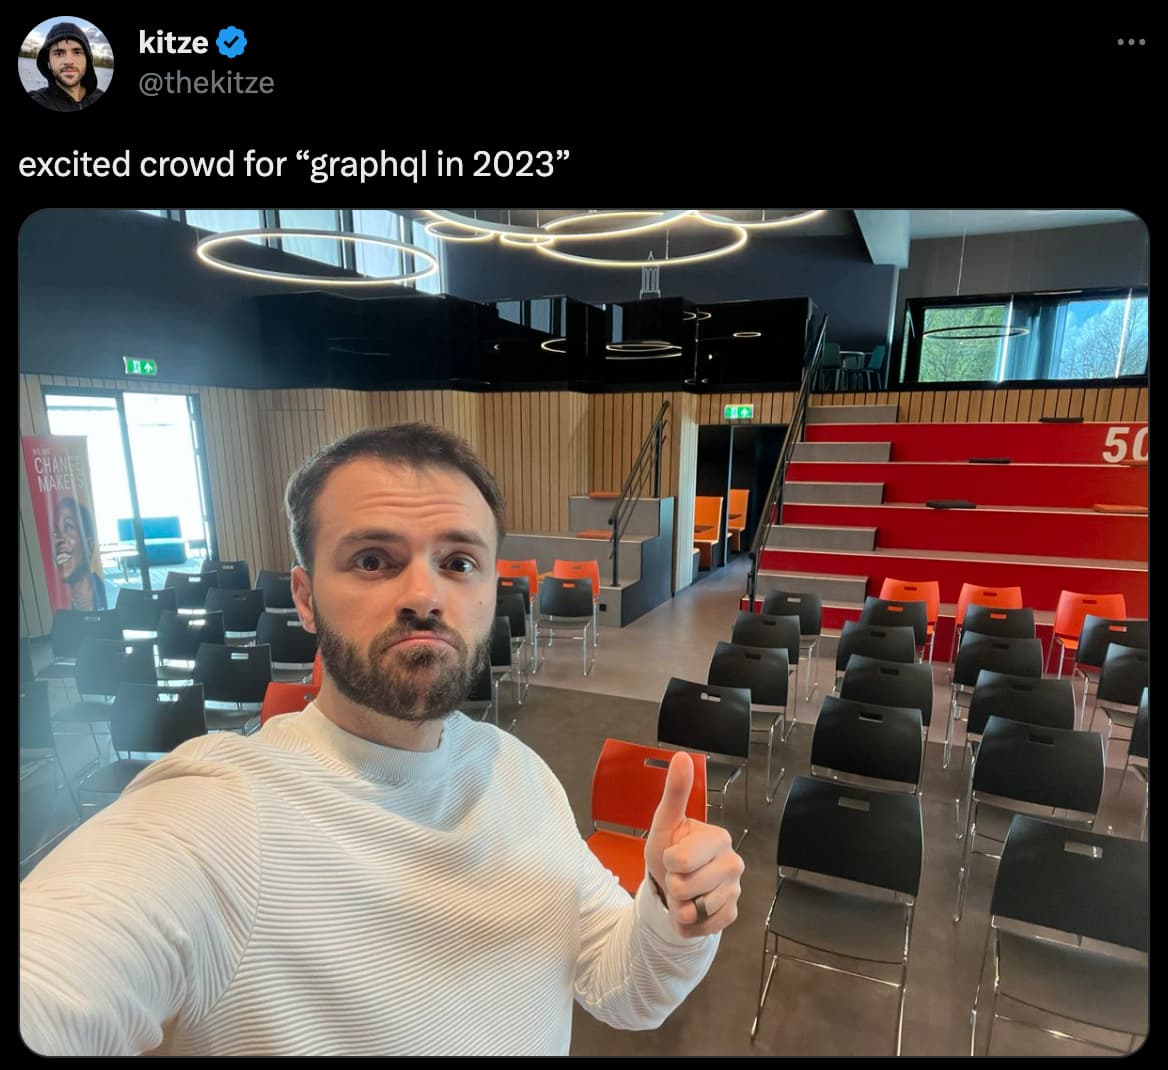 kitze
@thekitze
excited crowd for “graphql in 2023”
CHANGE
MAKERS
50